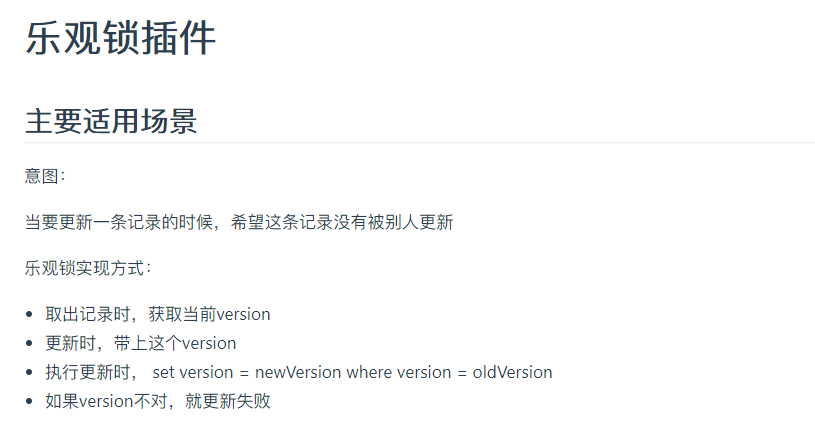 乐观锁插件
主要适用场景
意图：
当要更新一条记录的时候，希望这条记录没有被别人更新
乐观锁实现方式：
取出记录时，获取当前version
更新时，带上这个version
执行更新时， set version = newVersion where version = oldVersion
如果version不对，就更新失败